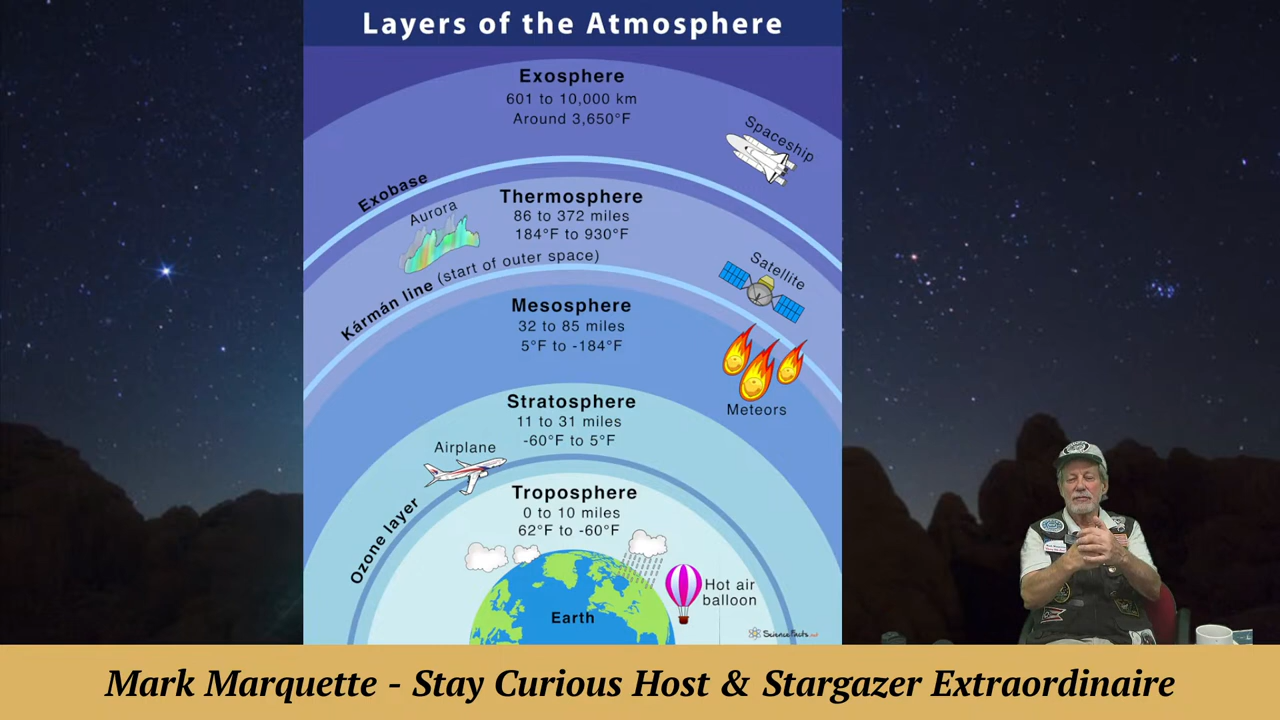 Layers of the Atmosphere
Exosphere
601 to 10,000 km
Around 3,650°F
Spaceship
Exobase
Thermosphere
86 to 372 miles
184°F to 930°F
Aurora
Kármán line (start of outer space)
Satellite
Mesosphere
32 to 85 miles
5°F to -184°F
Meteors
Stratosphere
11 to 31 miles
-60°F to 5°F
Airplane
Ozone layer
Troposphere
0 to 10 miles
62°F to -60°F
Hot air
balloon
Earth
ScienceFacts.net
Mark Marquette - Stay Curious Host & Stargazer Extraordinaire